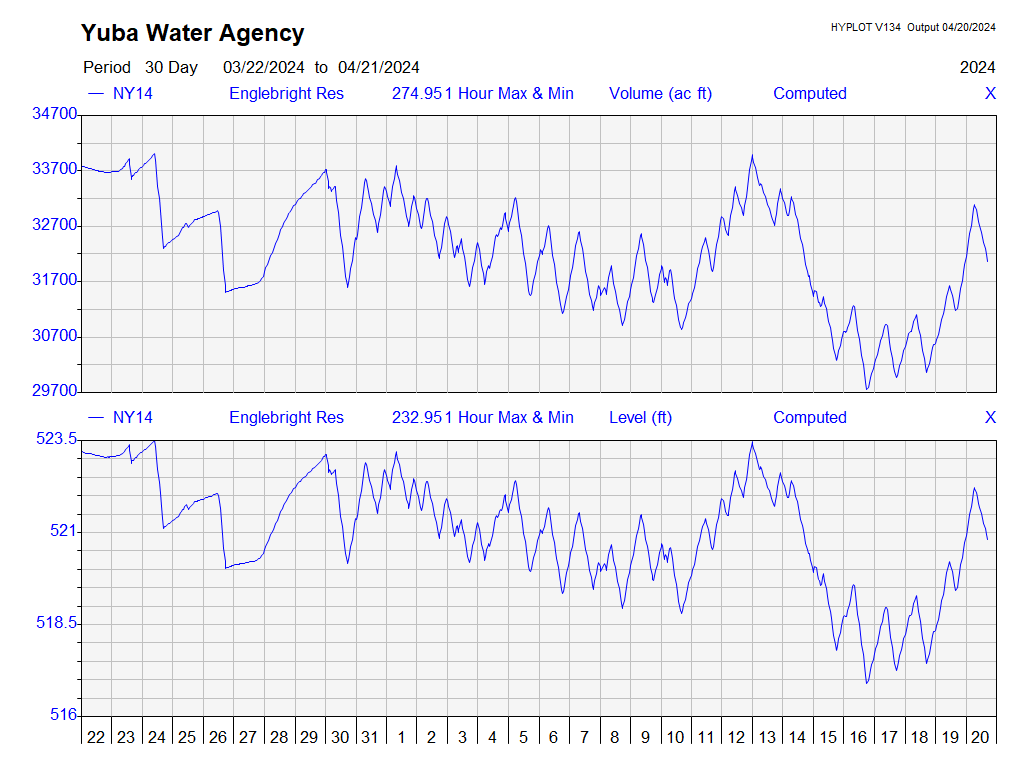 Yuba Water Agency
HYPLOT V134 Output 04/20/2024
Period 30 Day 03/22/2024 to 04/21/2024 2024
NY14 Englebright Res 274.951 Hour Max & Min Volume (ac ft) Computed X
34700
33700
32700
31700
30700
29700
NY14 Englebright Res 232.951 Hour Max & Min Level (ft) Computed X
523.5
521
518.5
516
22 23 24 25 26 27 28 29 30 31 1 2 3 4 5 6 7 8 9 10 11 12 13 14 15 16 17 18 19 20